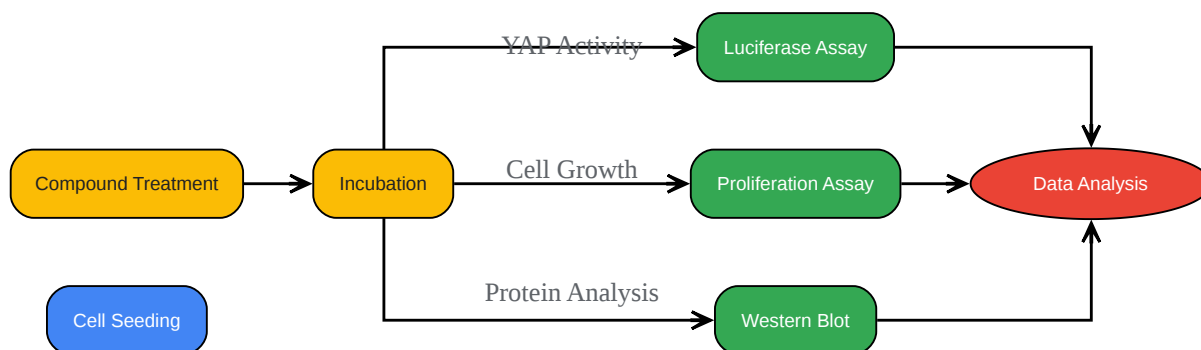 YAP Activity
Luciferase Assay
Compound Treatment
Incubation
Cell Growth
Proliferation Assay
Data Analysis
Protein Analysis
Cell Seeding
Western Blot